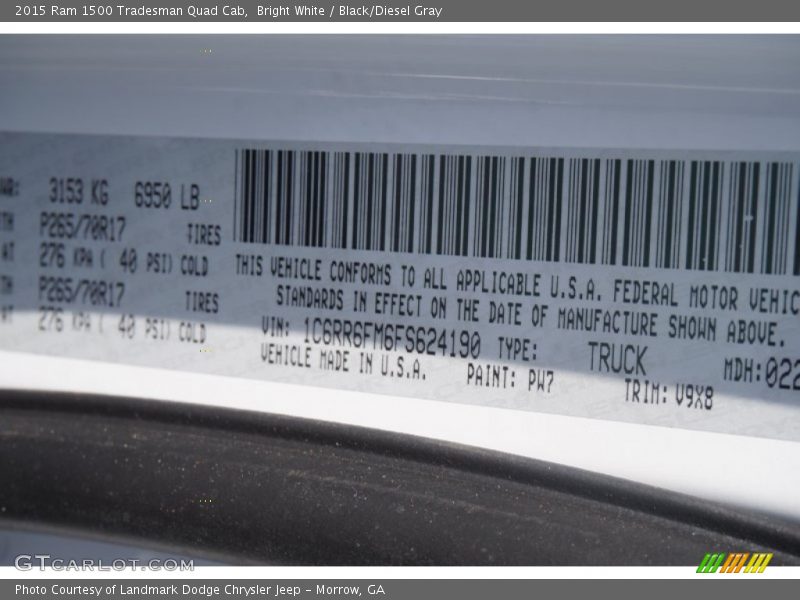 2015 Ram 1500 Tradesman Quad Cab, Bright White / Black/Diesel Gray
3153 KG 6950 LB
P265/70R17 TIRES
276 KPA ( 40 PSI) COLD
P265/70R17 TIRES
276 KPA ( 40 PSI) COLD
THIS VEHICLE CONFORMS TO ALL APPLICABLE U.S.A. FEDERAL MOTOR VEHIC
STANDARDS IN EFFECT ON THE DATE OF MANUFACTURE SHOWN ABOVE.
VIN: 1C6RR6FM6FS624190 TYPE: TRUCK MDH:022
VEHICLE MADE IN U.S.A. PAINT: PW7 TRIM: V9X8
GTCARLOT.COM
Photo Courtesy of Landmark Dodge Chrysler Jeep – Morrow, GA